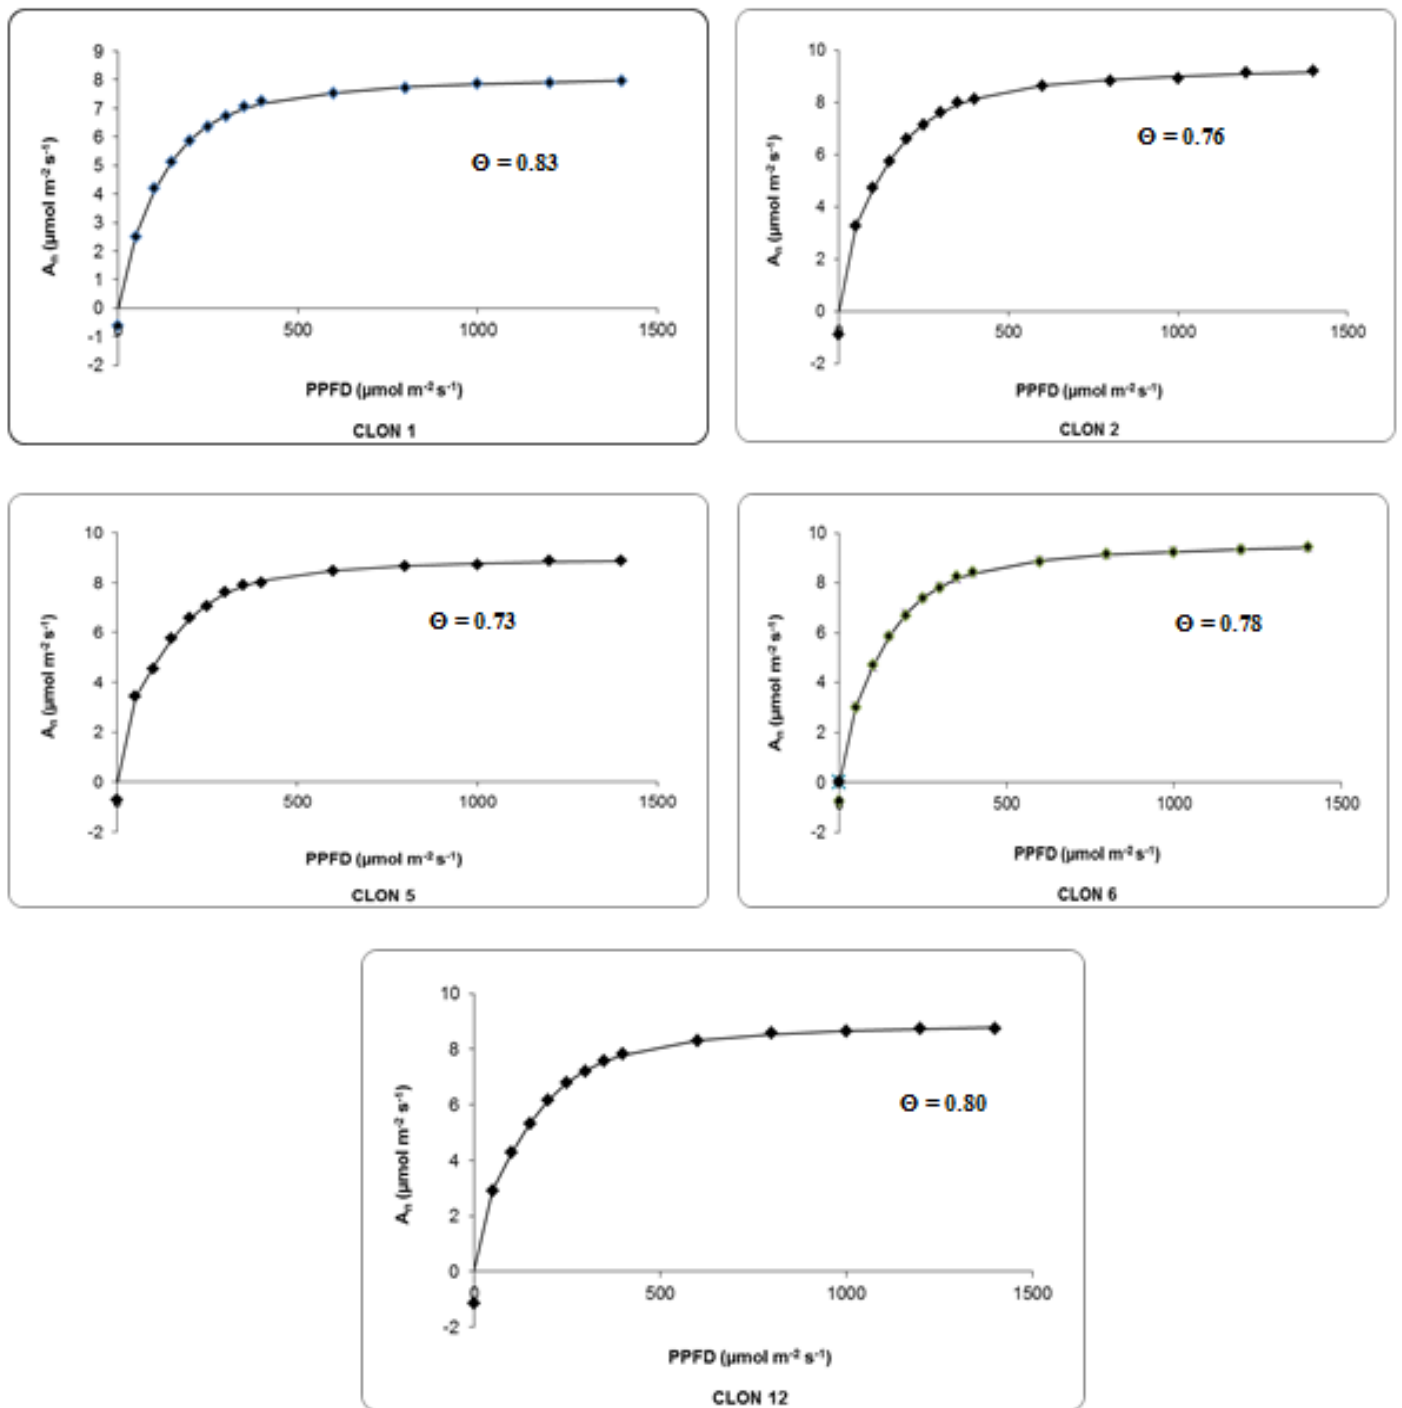 9
8
7
6
5
4
3
2
1
0
-1
-2
Aₙ (µmol m⁻² s⁻¹)
Θ = 0.83
0 500 1000 1500
PPFD (µmol m⁻² s⁻¹)
CLON 1
10
8
6
4
2
0
-2
Aₙ (µmol m⁻² s⁻¹)
Θ = 0.76
500 1000 1500
PPFD (µmol m⁻² s⁻¹)
CLON 2
10
8
6
4
2
0
-2
Aₙ (µmol m⁻² s⁻¹)
Θ = 0.73
500 1000 1500
PPFD (µmol m⁻² s⁻¹)
CLON 5
10
8
6
4
2
0
-2
Aₙ (µmol m⁻² s⁻¹)
Θ = 0.78
500 1000 1500
PPFD (µmol m⁻² s⁻¹)
CLON 6
10
8
6
4
2
0
-2
Aₙ (µmol m⁻² s⁻¹)
Θ = 0.80
0 500 1000 1500
PPFD (µmol m⁻² s⁻¹)
CLON 12